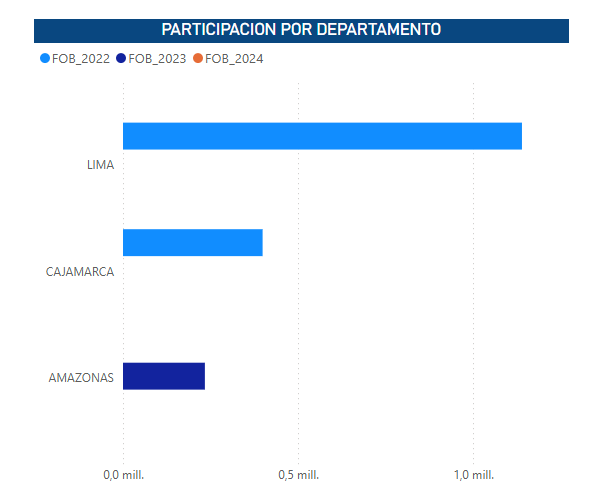 PARTICIPACION POR DEPARTAMENTO
FOB_2022 FOB_2023 FOB_2024
LIMA
CAJAMARCA
AMAZONAS
0,0 mill. 0,5 mill. 1,0 mill.